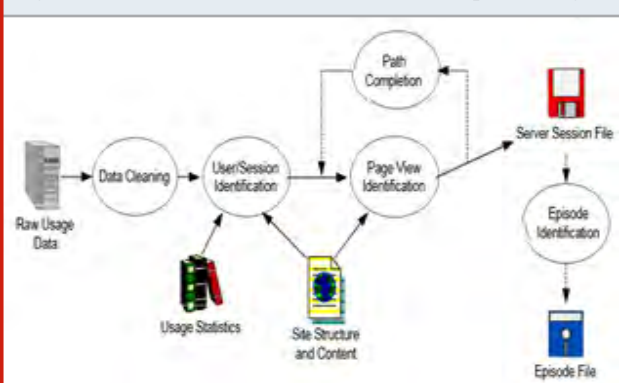 Path
Completion
Server Session File
Data Cleaning
User/Session
Identification
Page View
Identification
Raw Usage
Data
Episode
Identification
Usage Statistics
Site Structure
and Content
Episode File